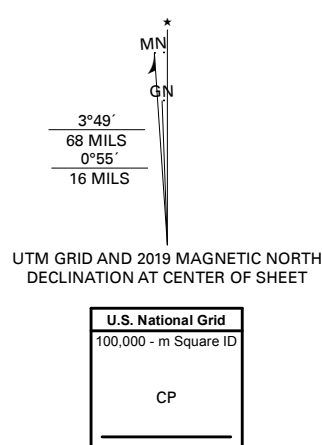 MN
GN
3°49´
68 MILS
0°55´
16 MILS
UTM GRID AND 2019 MAGNETIC NORTH
DECLINATION AT CENTER OF SHEET
U.S. National Grid
100,000 - m Square ID
CP